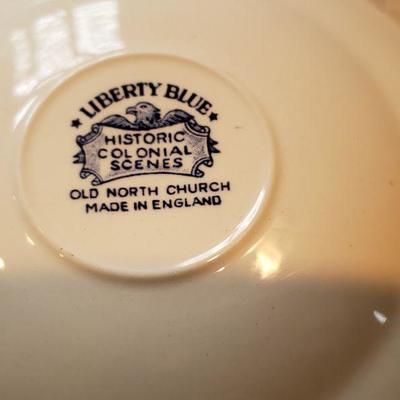 LIBERTY BLUE
HISTORIC
COLONIAL
SCENES
OLD NORTH CHURCH
MADE IN ENGLAND